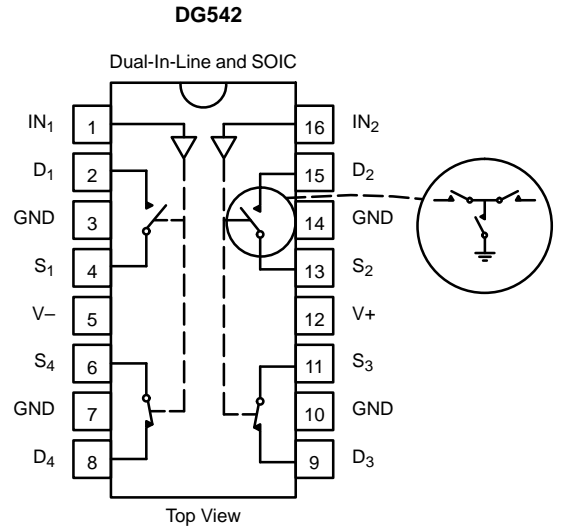 DG542
Dual-In-Line and SOIC
IN1 1 16 IN2
D1 2 15 D2
GND 3 14 GND
S1 4 13 S2
V– 5 12 V+
S4 6 11 S3
GND 7 10 GND
D4 8 9 D3
Top View